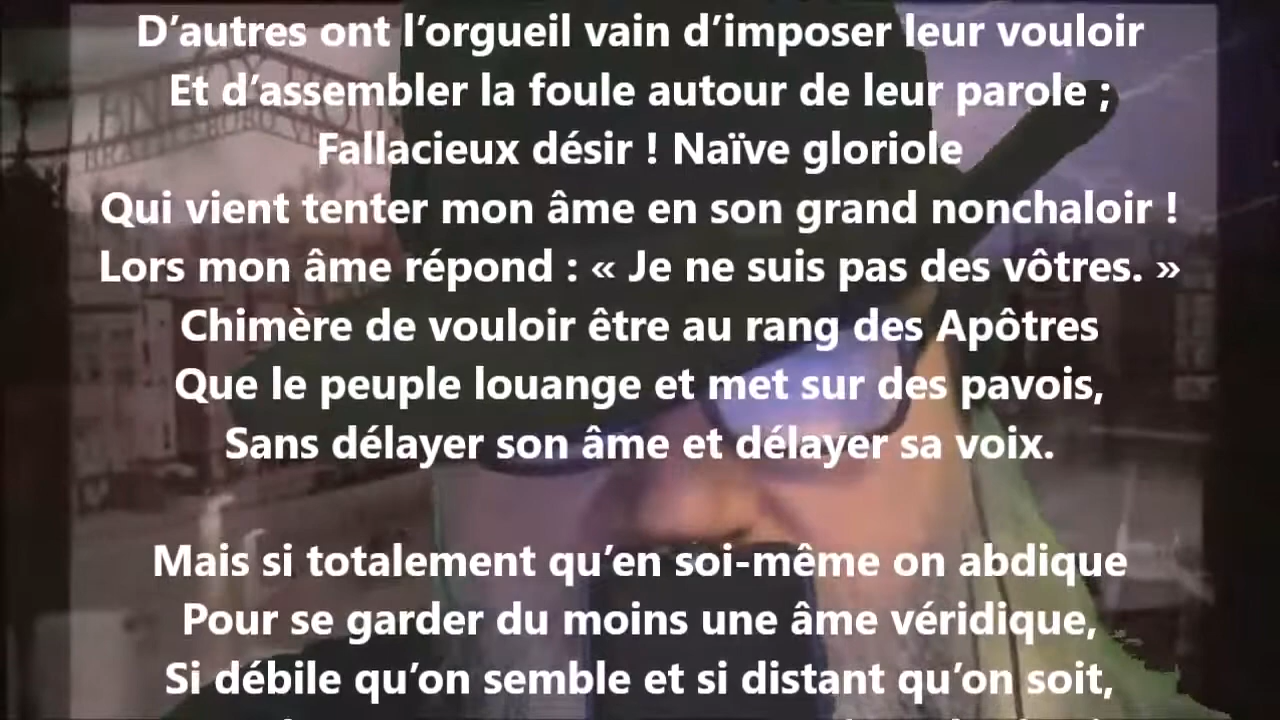 D’autres ont l’orgueil vain d’imposer leur vouloir
Et d’assembler la foule autour de leur parole ;
Fallacieux désir ! Naïve gloriole
Qui vient tenter mon âme en son grand nonchaloir !
Lors mon âme répond : « Je ne suis pas des vôtres. »
Chimère de vouloir être au rang des Apôtres
Que le peuple louange et met sur des pavois,
Sans délayer son âme et délayer sa voix.
Mais si totalement qu’en soi-même on abdique
Pour se garder du moins une âme véridique,
Si débile qu’on semble et si distant qu’on soit,